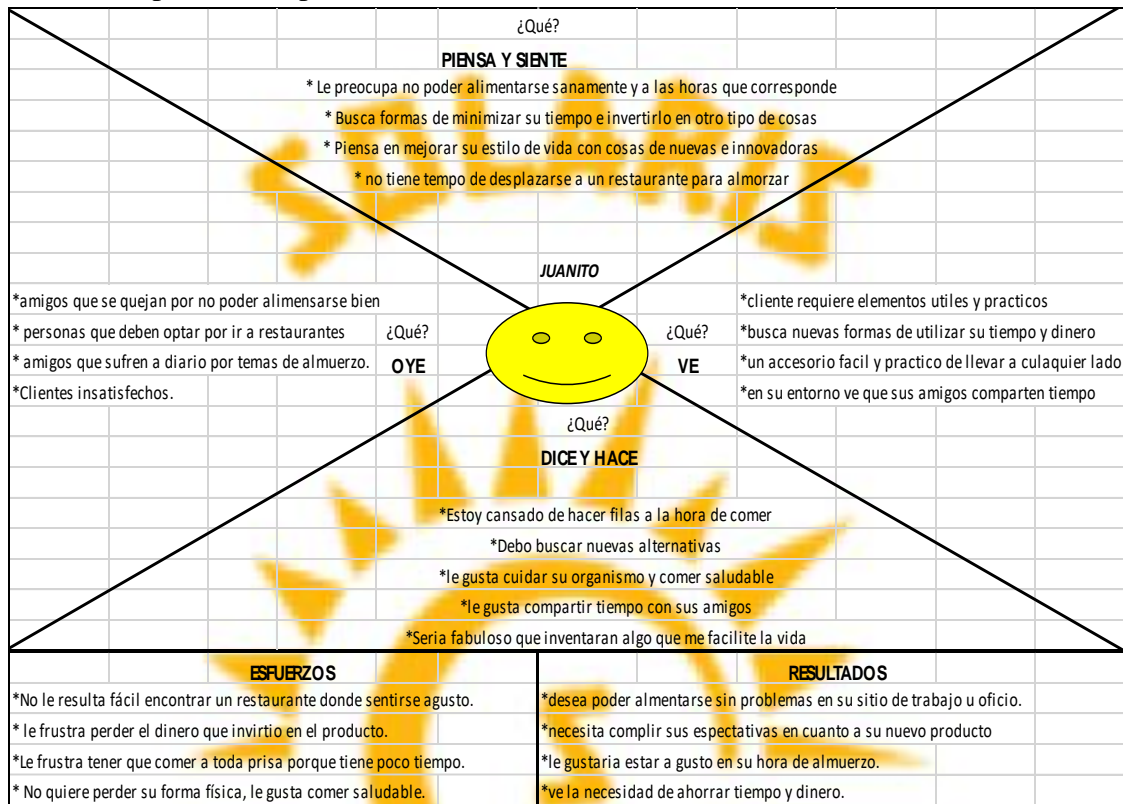 ¿Qué?
PIENSA Y SIENTE
* Le preocupa no poder alimentarse sanamente y a las horas que corresponde
* Busca formas de minimizar su tiempo e invertirlo en otro tipo de cosas
* Piensa en mejorar su estilo de vida con cosas de nuevas e innovadoras
* no tiene tempo de desplazarse a un restaurante para almorzar
SOLARIS
JUANITO
*amigos que se quejan por no poder alimensarse bien
* personas que deben optar por ir a restaurantes
* amigos que sufren a diario por temas de almuerzo.
*Clientes insatisfechos.
¿Qué?
OYE
¿Qué?
VE
*cliente requiere elementos utiles y practicos
*busca nuevas formas de utilizar su tiempo y dinero
*un accesorio facil y practico de llevar a culaquier lado
*en su entorno ve que sus amigos comparten tiempo
¿Qué?
DICE Y HACE
*Estoy cansado de hacer filas a la hora de comer
*Debo buscar nuevas alternativas
*le gusta cuidar su organismo y comer saludable
*le gusta compartir tiempo con sus amigos
*Seria fabuloso que inventaran algo que me facilite la vida
ESFUERZOS
*No le resulta fácil encontrar un restaurante donde sentirse agusto.
* le frustra perder el dinero que invirtio en el producto.
*Le frustra tener que comer a toda prisa porque tiene poco tiempo.
* No quiere perder su forma física, le gusta comer saludable.
RESULTADOS
*desea poder almentarse sin problemas en su sitio de trabajo u oficio.
*necesita complir sus espectativas en cuanto a su nuevo producto
*le gustaria estar a gusto en su hora de almuerzo.
*ve la necesidad de ahorrar tiempo y dinero.